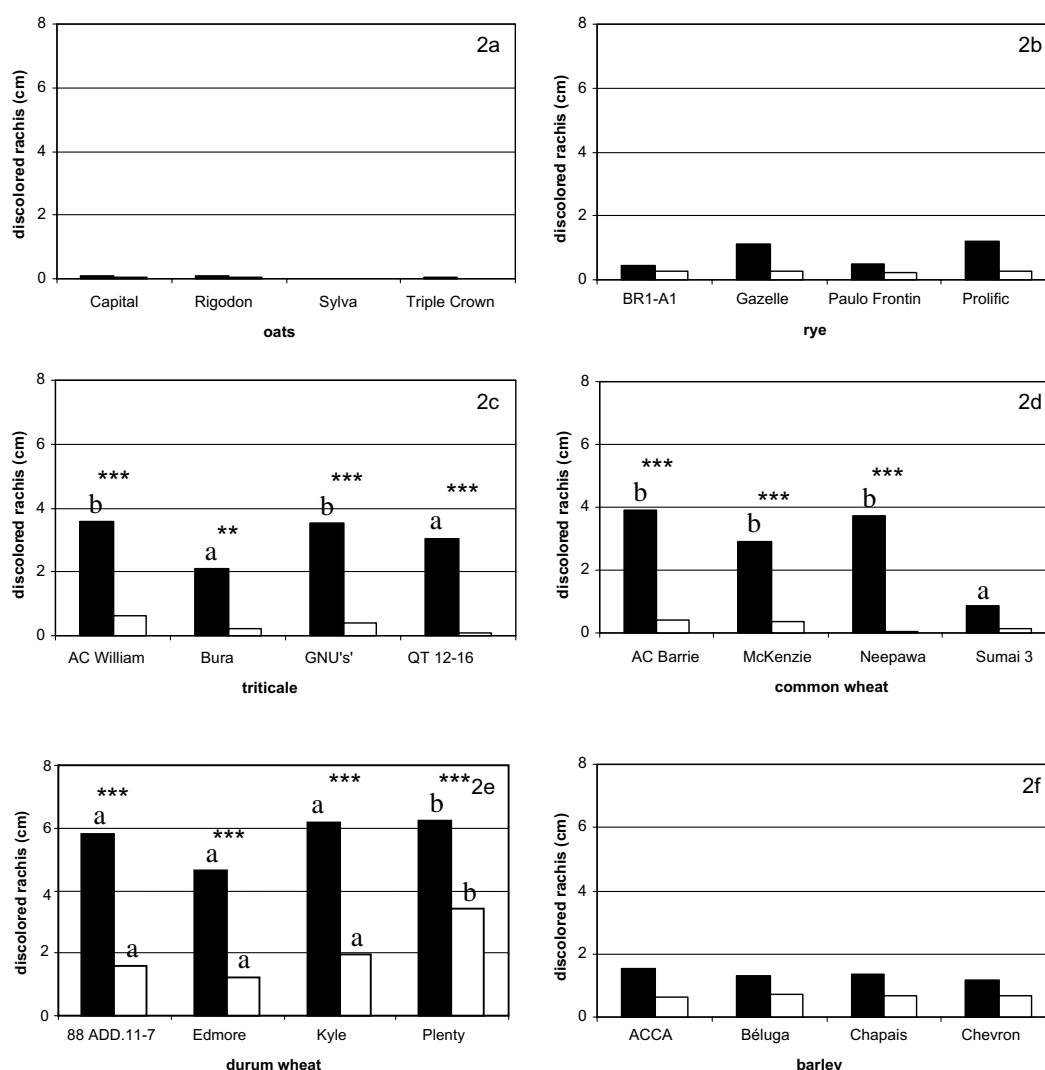 2a
discolored rachis (cm)
8
6
4
2
0
Capital Rigodon Sylva Triple Crown
oats
2b
discolored rachis (cm)
8
6
4
2
0
BR1-A1 Gazelle Paulo Frontin Prolific
rye
2c
discolored rachis (cm)
8
6
4
2
0
*** ** *** ***
b a b a
AC William Bura GNU's' QT 12-16
triticale
2d
discolored rachis (cm)
8
6
4
2
0
*** *** ***
b b b a
AC Barrie McKenzie Neepawa Sumai 3
common wheat
2e
discolored rachis (cm)
8
6
4
2
0
*** *** *** ***
a a a b
a a a b
88 ADD.11-7 Edmore Kyle Plenty
durum wheat
2f
discolored rachis (cm)
8
6
4
2
0
ACCA Béluga Chapais Chevron
barley